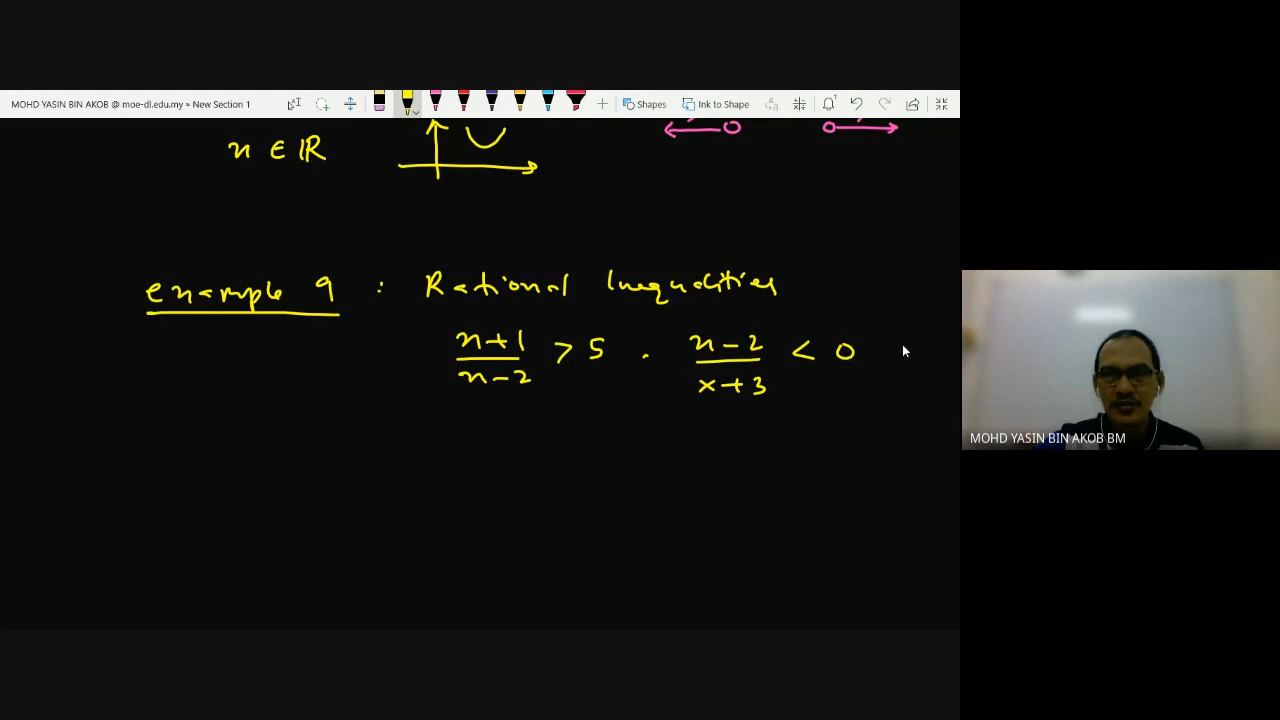 MOHD YASIN BIN AKOB @ moe-dl.edu.my » New Section 1
Shapes
Ink to Shape
x ∈ ℝ
example 9 : Rational Inequalities
x+1/x-2 > 5 . x-2/x+3 < 0
MOHD YASIN BIN AKOB BM